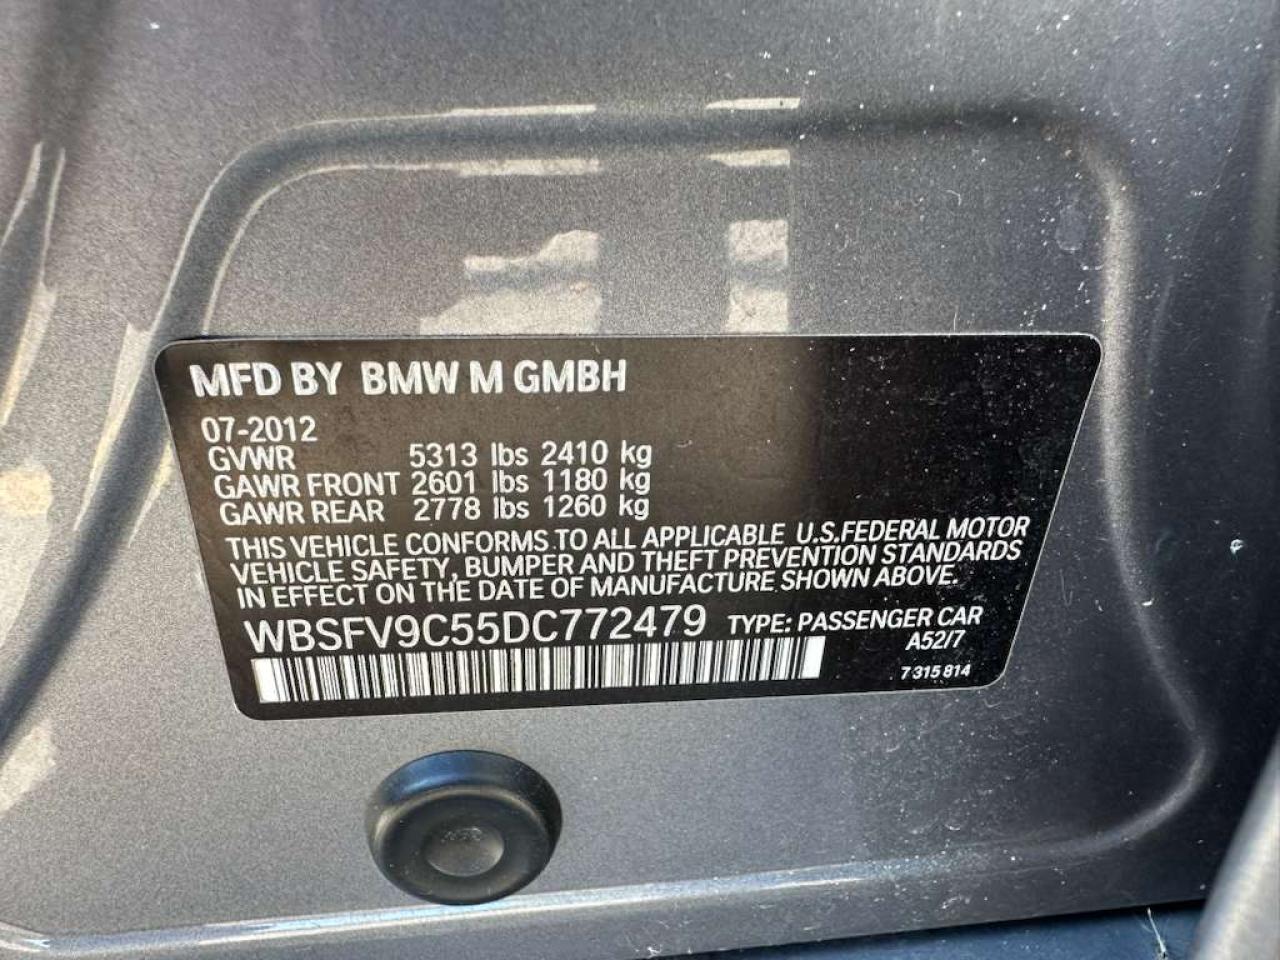 MFD BY BMW M GMBH
07-2012
GVWR 5313 lbs 2410 kg
GAWR FRONT 2601 lbs 1180 kg
GAWR REAR 2778 lbs 1260 kg
THIS VEHICLE CONFORMS TO ALL APPLICABLE U.S.FEDERAL MOTOR
VEHICLE SAFETY, BUMPER AND THEFT PREVENTION STANDARDS
IN EFFECT ON THE DATE OF MANUFACTURE SHOWN ABOVE.
WBSFV9C55DC772479 TYPE: PASSENGER CAR
A52/7
7 315 814